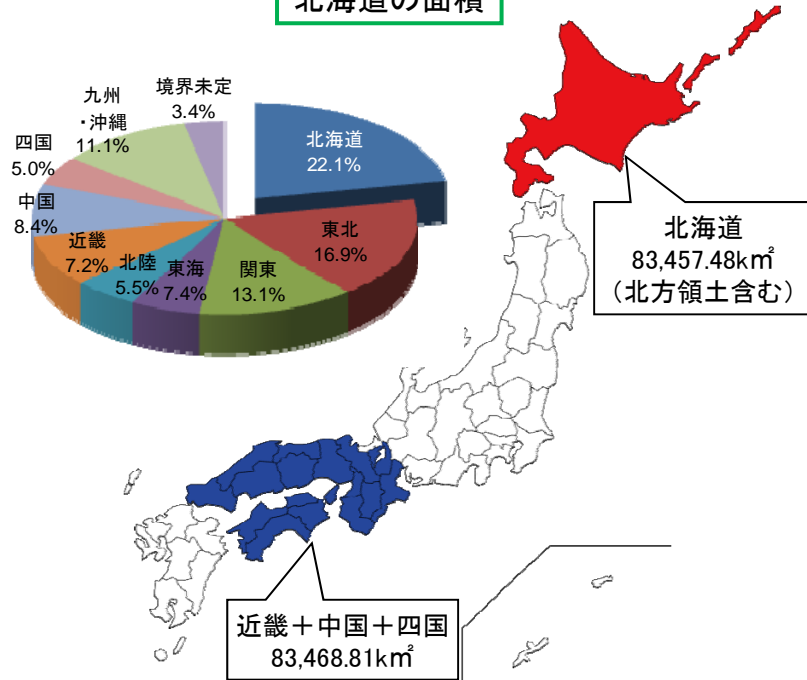 北海道の面積
境界未定
3.4%
九州
・沖縄
11.1%
四国
5.0%
中国
8.4%
近畿
7.2%
北陸
5.5%
東海
7.4%
関東
13.1%
東北
16.9%
北海道
22.1%
北海道
83,457.48k㎡
（北方領土含む）
近畿＋中国＋四国
83,468.81k㎡